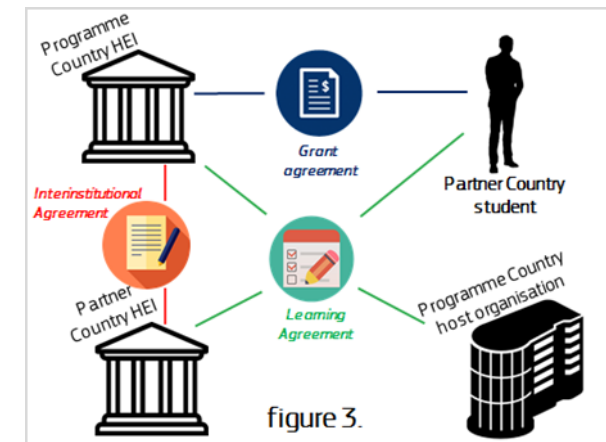 Programme
Country HEI
Grant
agreement
Partner Country
student
Interinstitutional
Agreement
Partner
Country HEI
Learning
Agreement
Programme Country
host organisation
figure 3.